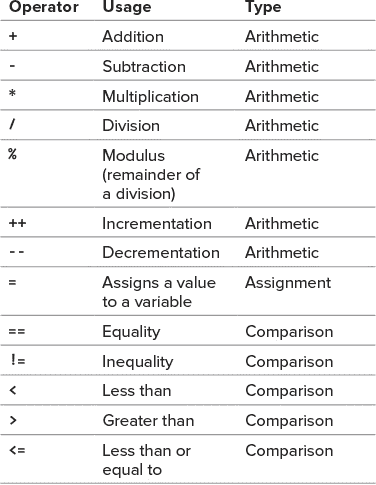 Operator Usage Type
+ Addition Arithmetic
- Subtraction Arithmetic
* Multiplication Arithmetic
/ Division Arithmetic
% Modulus Arithmetic
(remainder of
a division)
++ Incrementation Arithmetic
-- Decrementation Arithmetic
= Assigns a value Assignment
to a variable
== Equality Comparison
!= Inequality Comparison
< Less than Comparison
> Greater than Comparison
<= Less than or Comparison
equal to